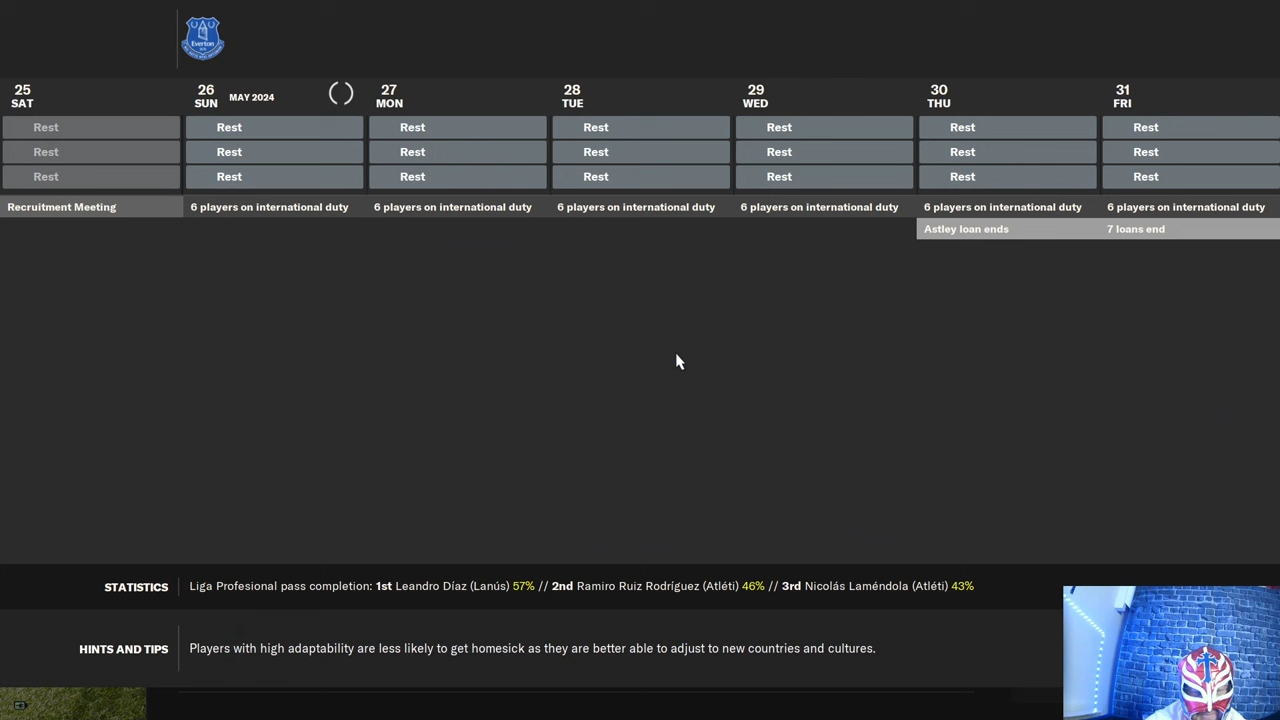 Everton
25
SAT
26
SUN
MAY 2024
27
MON
28
TUE
29
WED
30
THU
31
FRI
Rest Rest Rest Rest Rest Rest Rest
Rest Rest Rest Rest Rest Rest Rest
Rest Rest Rest Rest Rest Rest Rest
Recruitment Meeting 6 players on international duty 6 players on international duty 6 players on international duty 6 players on international duty 6 players on international duty 6 players on international duty
Astley loan ends 7 loans end
STATISTICS Liga Profesional pass completion: 1st Leandro Díaz (Lanús) 57% // 2nd Ramiro Ruiz Rodríguez (Atléti) 46% // 3rd Nicolás Laméndola (Atléti) 43%
HINTS AND TIPS Players with high adaptability are less likely to get homesick as they are better able to adjust to new countries and cultures.